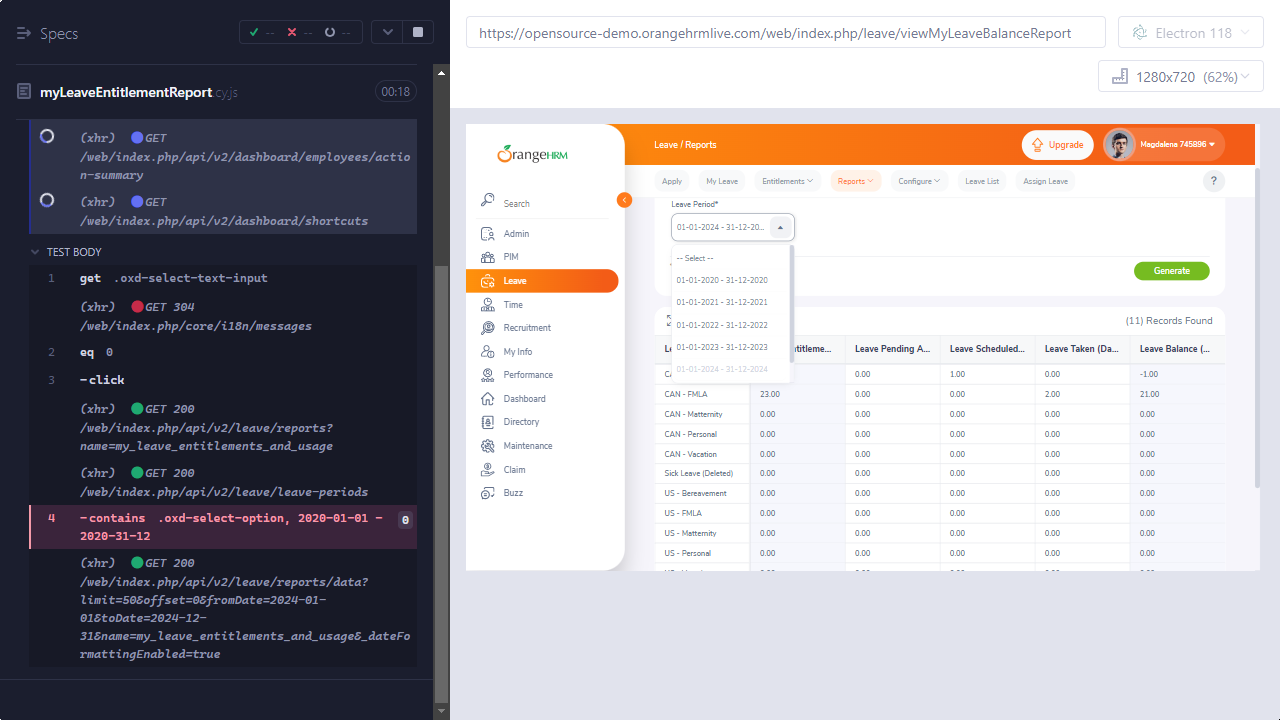 Specs
-- -- --
myLeaveEntitlementReport.cy.js
00:18
(xhr) GET
/web/index.php/api/v2/dashboard/employees/actio
n-summary
(xhr) GET
/web/index.php/api/v2/dashboard/shortcuts
TEST BODY
1 get .oxd-select-text-input
(xhr) GET 304
/web/index.php/core/i18n/messages
2 eq 0
3 -click
(xhr) GET 200
/web/index.php/api/v2/leave/reports?
name=my_leave_entitlements_and_usage
(xhr) GET 200
/web/index.php/api/v2/leave/leave-periods
4 -contains .oxd-select-option, 2020-01-01 -
2020-31-12
0
(xhr) GET 200
/web/index.php/api/v2/leave/reports/data?
limit=50&offset=0&fromDate=2024-01-
01&toDate=2024-12-
31&name=my_leave_entitlements_and_usage&_dateFo
rmattingEnabled=true
https://opensource-demo.orangehrmlive.com/web/index.php/leave/viewMyLeaveBalanceReport
Electron 118
1280x720 (62%)
OrangeHRM
Search
Admin
PIM
Leave
Time
Recruitment
My Info
Performance
Dashboard
Directory
Maintenance
Claim
Buzz
Leave / Reports
Upgrade
Magdalena 745896
Apply
My Leave
Entitlements
Reports
Configure
Leave List
Assign Leave
?
Leave Period*
01-01-2024 - 31-12-20...
-- Select --
01-01-2020 - 31-12-2020
01-01-2021 - 31-12-2021
01-01-2022 - 31-12-2022
01-01-2023 - 31-12-2023
01-01-2024 - 31-12-2024
Generate
(11) Records Found
Leave Pending A... Leave Scheduled... Leave Taken (Da... Leave Balance (...
0.00 1.00 0.00 -1.00
CAN - FMLA 23.00 0.00 0.00 2.00 21.00
CAN - Matternity 0.00 0.00 0.00 0.00 0.00
CAN - Personal 0.00 0.00 0.00 0.00 0.00
CAN - Vacation 0.00 0.00 0.00 0.00 0.00
Sick Leave (Deleted) 0.00 0.00 0.00 0.00 0.00
US - Bereavement 0.00 0.00 0.00 0.00 0.00
US - FMLA 0.00 0.00 0.00 0.00 0.00
US - Matternity 0.00 0.00 0.00 0.00 0.00
US - Personal 0.00 0.00 0.00 0.00 0.00